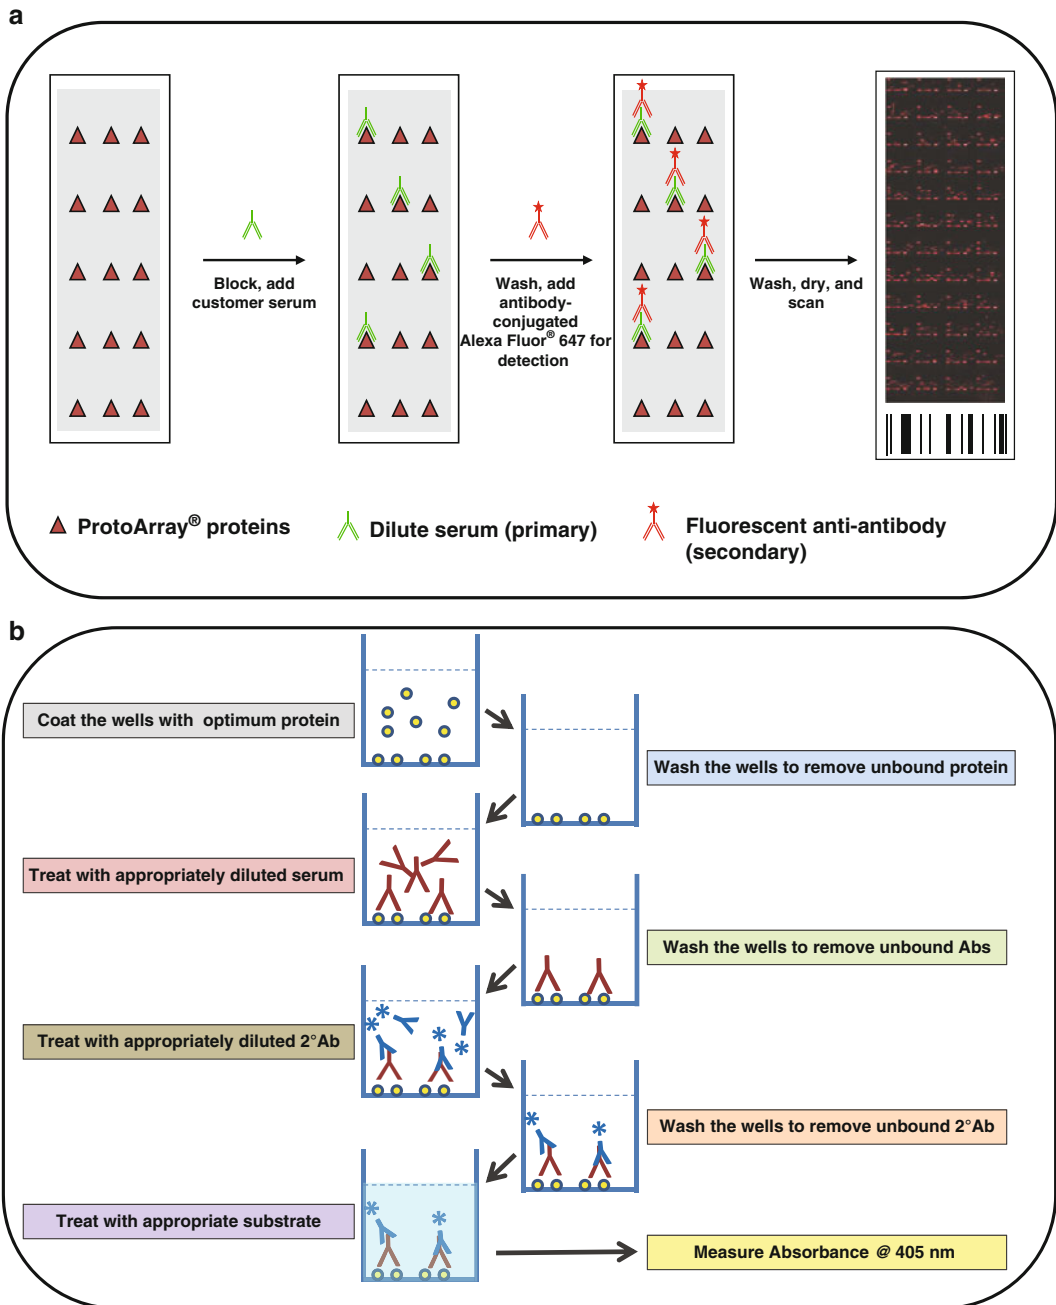 a
Block, add
customer serum
Wash, add
antibody-
conjugated
Alexa Fluor® 647 for
detection
Wash, dry, and
scan
ProtoArray® proteins
Dilute serum (primary)
Fluorescent anti-antibody
(secondary)
b
Coat the wells with optimum protein
Wash the wells to remove unbound protein
Treat with appropriately diluted serum
Wash the wells to remove unbound Abs
Treat with appropriately diluted 2°Ab
Wash the wells to remove unbound 2°Ab
Treat with appropriate substrate
Measure Absorbance @ 405 nm